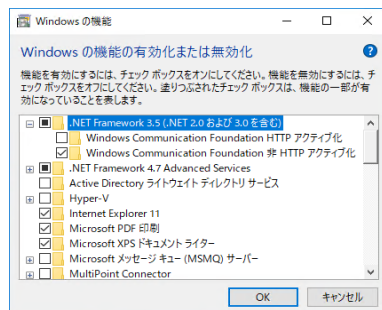 Windows の機能
Windows の機能の有効化または無効化
機能を有効にするには、チェック ボックスをオンにしてください。機能を無効にするには、チ
ェック ボックスをオフにしてください。塗りつぶされたチェック ボックスは、機能の一部が有
効になっていることを表します。
.NET Framework 3.5 (.NET 2.0 および 3.0 を含む)
Windows Communication Foundation HTTP アクティブ化
Windows Communication Foundation 非 HTTP アクティブ化
.NET Framework 4.7 Advanced Services
Active Directory ライトウェイト ディレクトリ サービス
Hyper-V
Internet Explorer 11
Microsoft PDF 印刷
Microsoft XPS ドキュメント ライター
Microsoft メッセージ キュー (MSMQ) サーバー
MultiPoint Connector
OK キャンセル